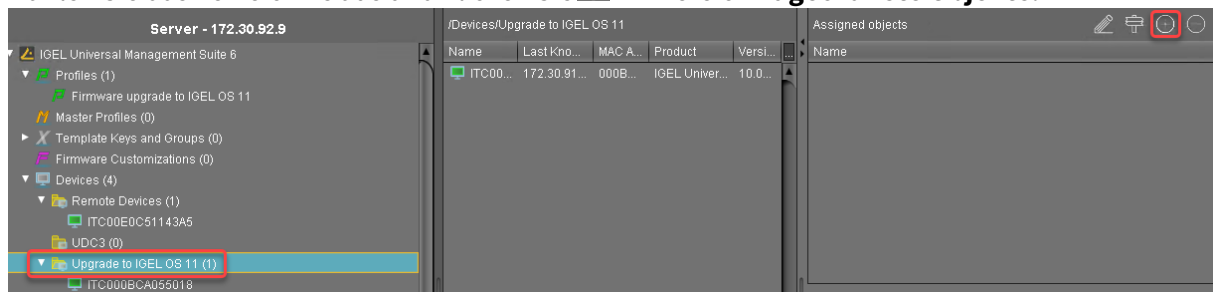 Server - 172.30.92.9
IGEL Universal Management Suite 6
Profiles (1)
Firmware upgrade to IGEL OS 11
Master Profiles (0)
Template Keys and Groups (0)
Firmware Customizations (0)
Devices (4)
Remote Devices (1)
ITC00E0C51143A5
UDC3 (0)
Upgrade to IGEL OS 11 (1)
ITC000BCA055018
/Devices/Upgrade to IGEL OS 11
Name Last Kno... MAC A... Product Versi... ...
ITC00... 172.30.91... 000B... IGEL Univer... 10.0...
Assigned objects
Name